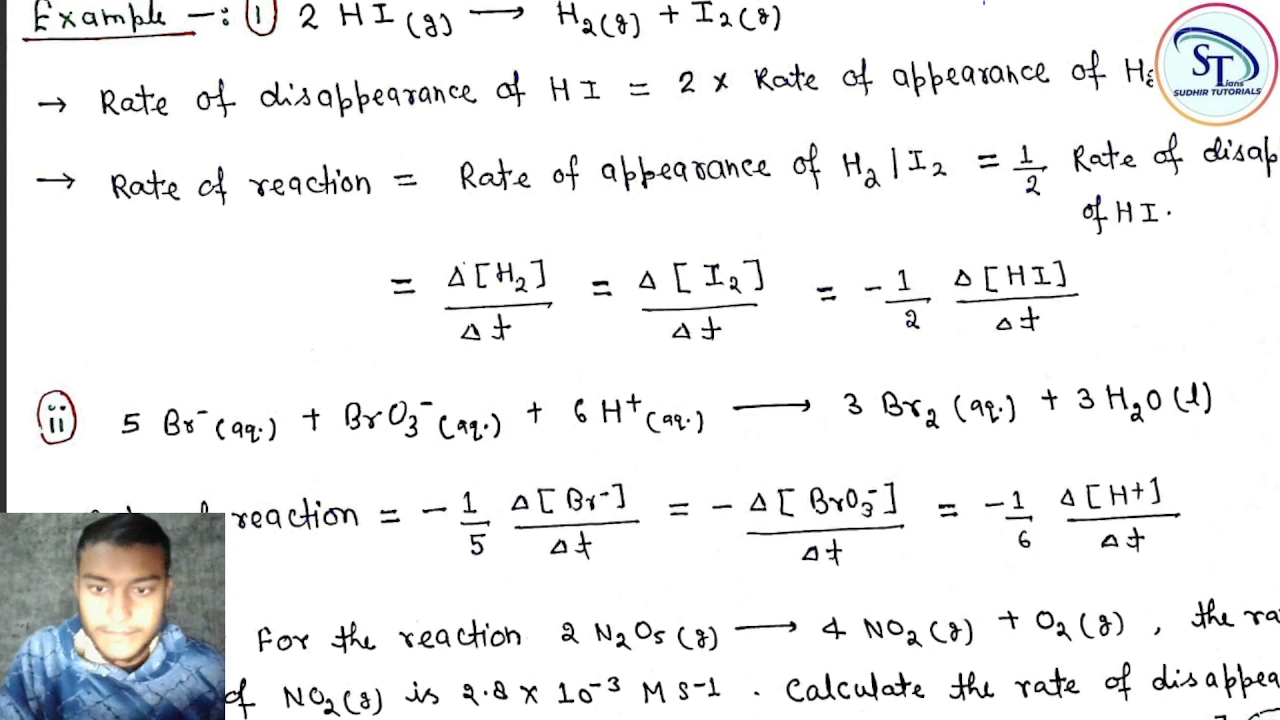 Example -: (i) 2 HI(g) ⟶ H₂(g) + I₂(g)
ST
Tians
SUDHIR TUTORIALS
→ Rate of disappearance of HI = 2 x Rate of appearance of H₂
→ Rate of reaction = Rate of appearance of H₂ | I₂ = 1/2 Rate of disap
of HI.
= Δ[H₂]/Δt = Δ[I₂]/Δt = -1/2 Δ[HI]/Δt
(ii) 5 Br⁻(aq.) + BrO₃⁻(aq.) + 6 H⁺(aq.) ⟶ 3 Br₂(aq.) + 3 H₂O(l)
reaction = -1/5 Δ[Br⁻]/Δt = -Δ[BrO₃⁻]/Δt = -1/6 Δ[H+]/Δt
For the reaction 2 N₂O₅(g) ⟶ 4 NO₂(g) + O₂(g), the ra
of NO₂(g) is 2.8 x 10⁻³ M S⁻¹. Calculate the rate of disappea